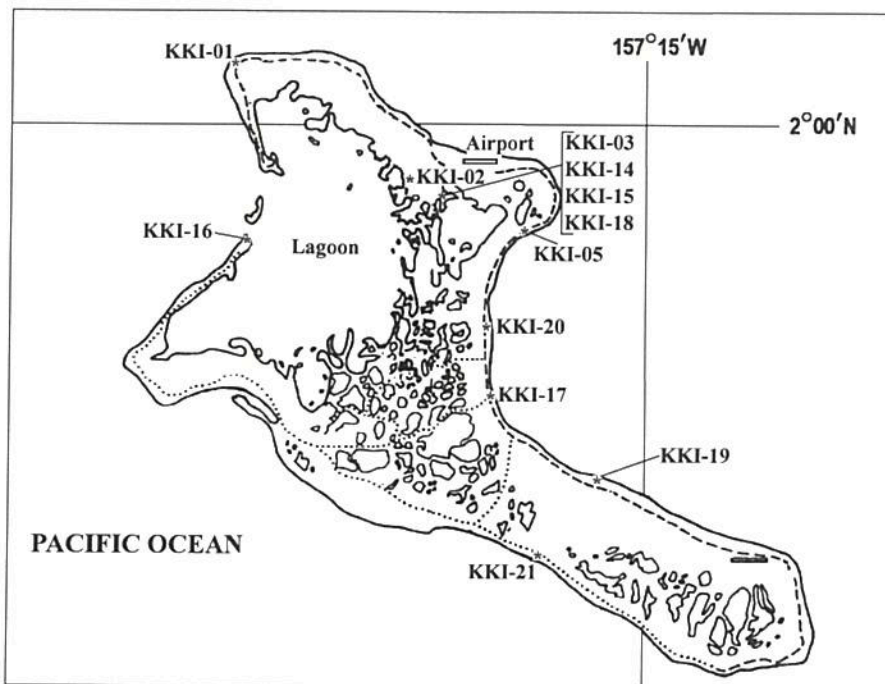 KKI-01
157°15'W
2°00'N
Airport
KKI-03
KKI-14
KKI-15
KKI-18
KKI-02
KKI-16
Lagoon
KKI-05
KKI-20
KKI-17
KKI-19
PACIFIC OCEAN
KKI-21